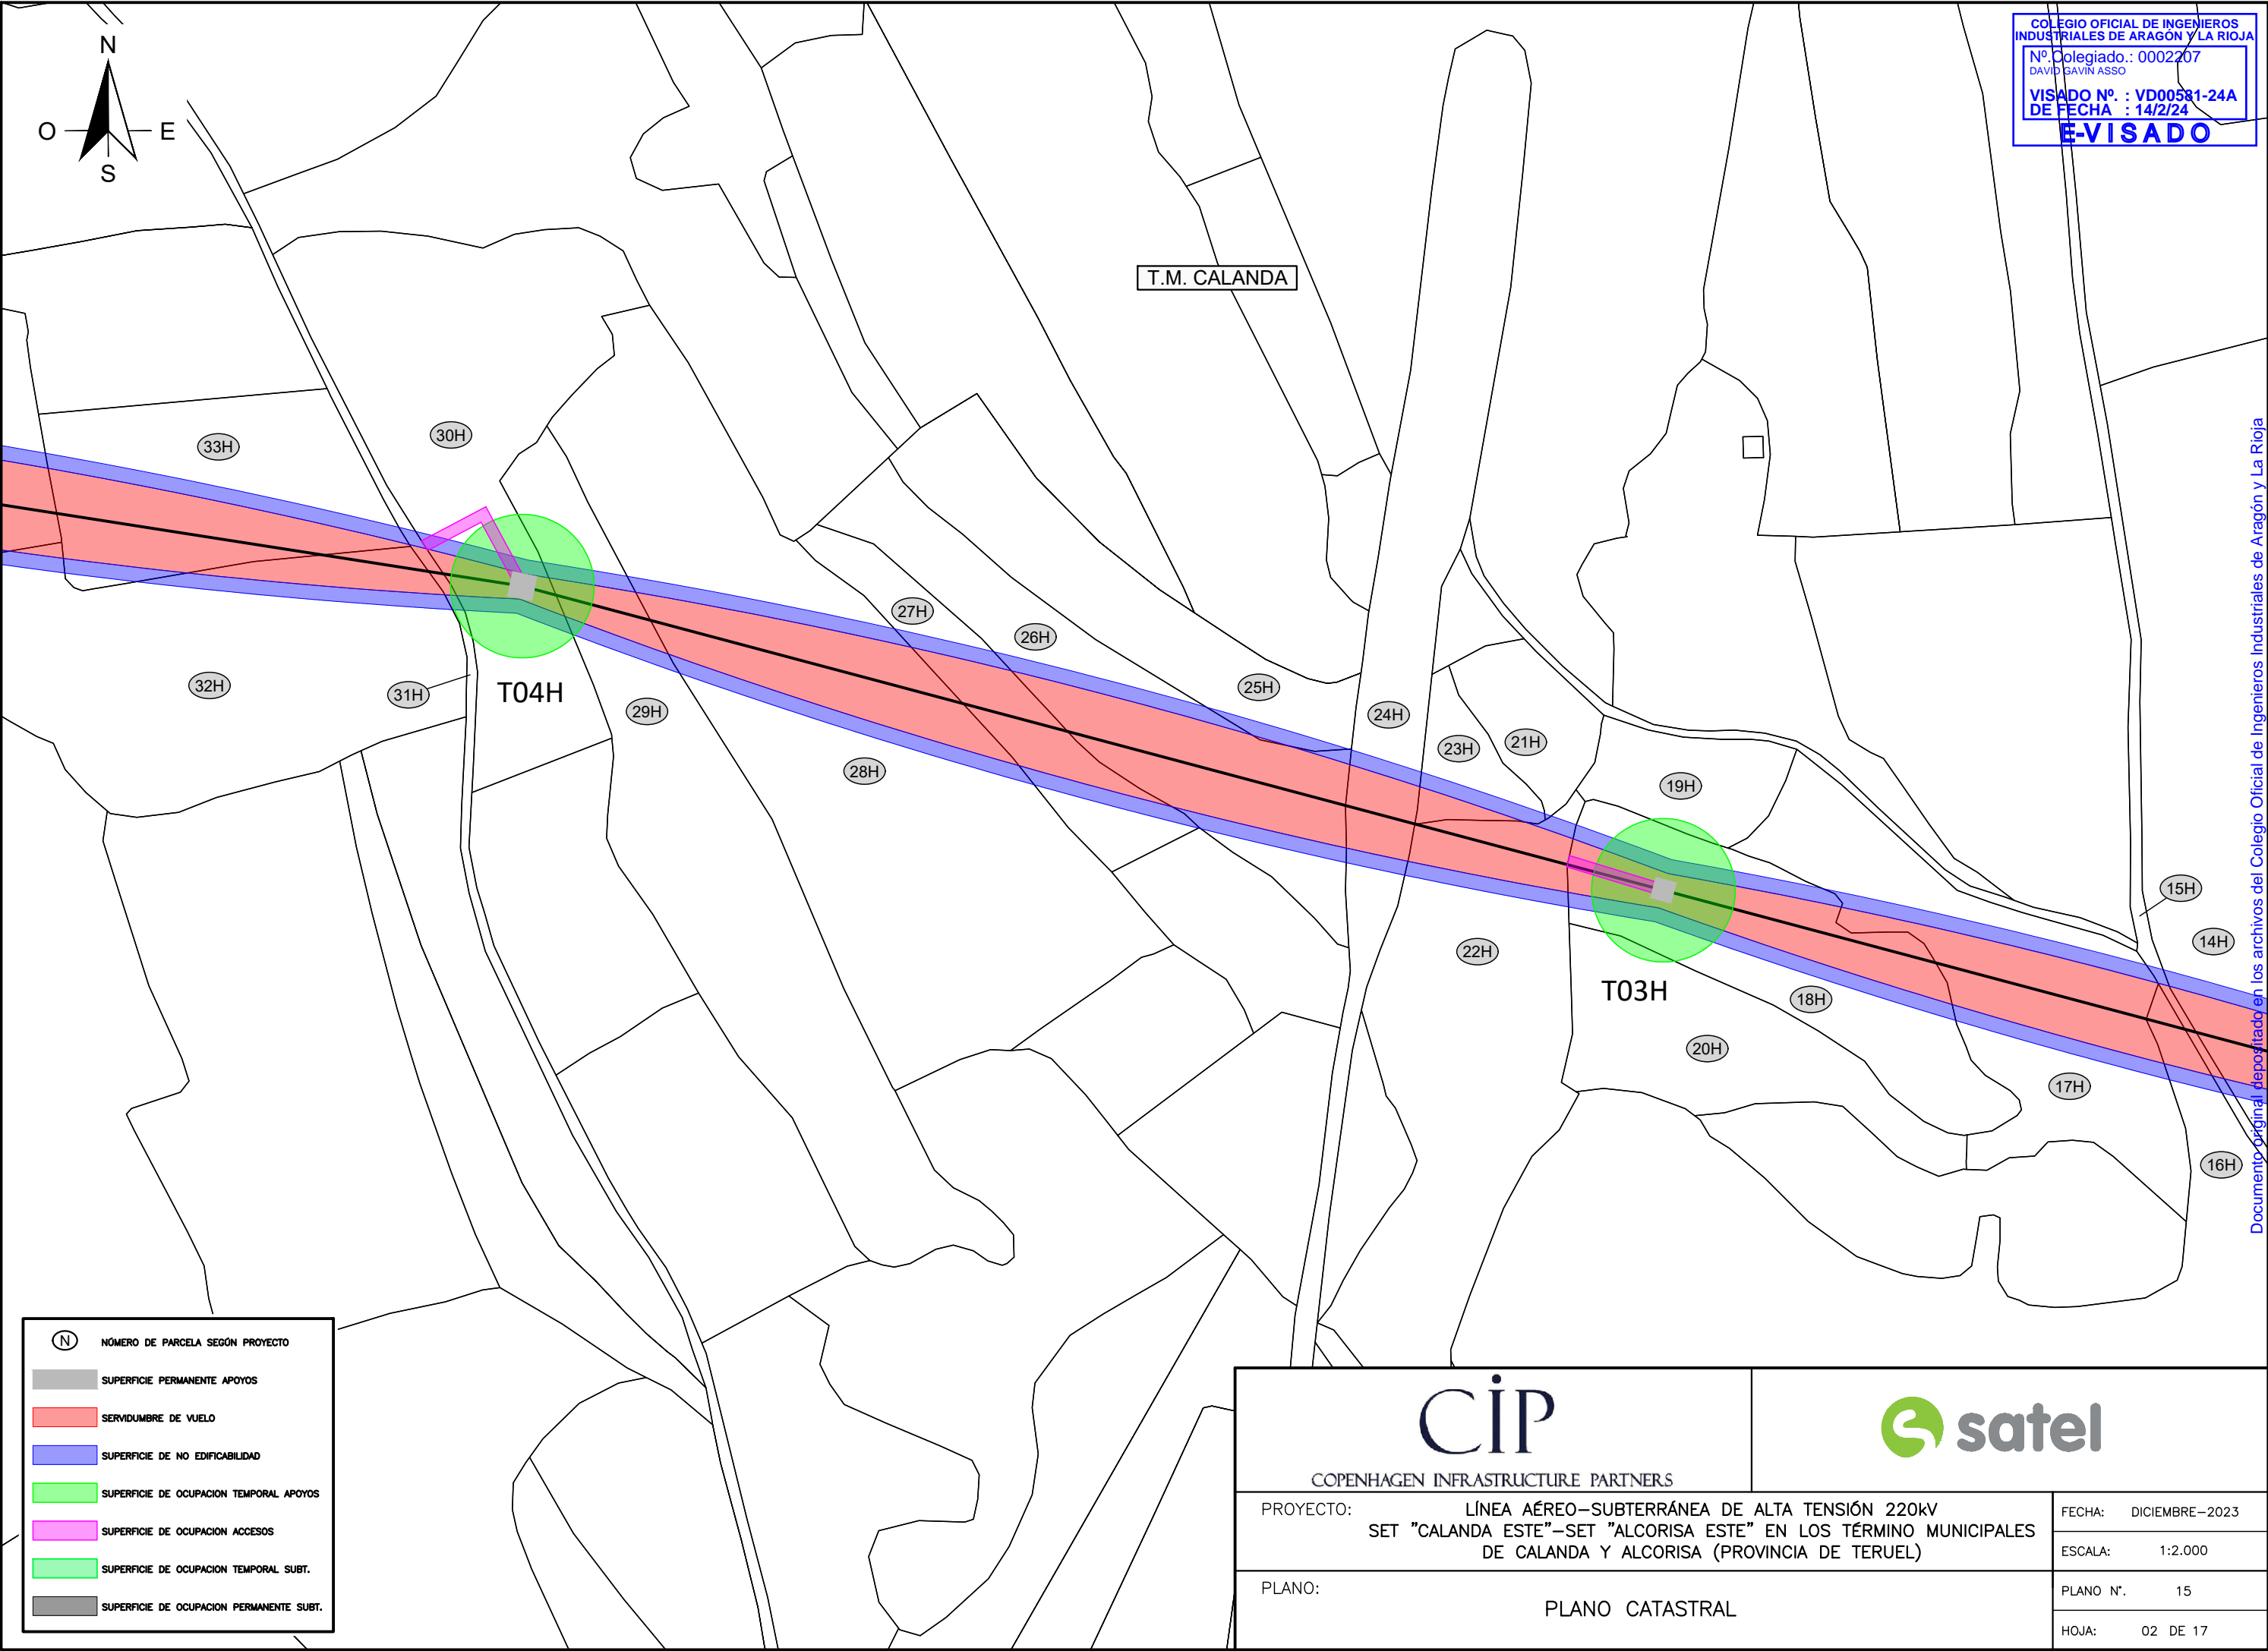 N
O
E
S
COLEGIO OFICIAL DE INGENIEROS
INDUSTRIALES DE ARAGÓN Y LA RIOJA
Nº.Colegiado.: 0002207
DAVID GAVIN ASSO
VISADO Nº. : VD00581-24A
DE FECHA : 14/2/24
E-VISADO
T.M. CALANDA
33H
30H
27H
26H
32H
31H
T04H
29H
25H
24H
23H
21H
28H
19H
15H
14H
22H
T03H
18H
20H
17H
16H
Documento original depositado en los archivos del Colegio Oficial de Ingenieros Industriales de Aragón y La Rioja
N NÚMERO DE PARCELA SEGÚN PROYECTO
SUPERFICIE PERMANENTE APOYOS
SERVIDUMBRE DE VUELO
SUPERFICIE DE NO EDIFICABILIDAD
SUPERFICIE DE OCUPACION TEMPORAL APOYOS
SUPERFICIE DE OCUPACION ACCESOS
SUPERFICIE DE OCUPACION TEMPORAL SUBT.
SUPERFICIE DE OCUPACION PERMANENTE SUBT.
CIP
COPENHAGEN INFRASTRUCTURE PARTNERS
satel
PROYECTO: LÍNEA AÉREO-SUBTERRÁNEA DE ALTA TENSIÓN 220kV
SET "CALANDA ESTE"-SET "ALCORISA ESTE" EN LOS TÉRMINO MUNICIPALES
DE CALANDA Y ALCORISA (PROVINCIA DE TERUEL)
FECHA: DICIEMBRE-2023
ESCALA: 1:2.000
PLANO:
PLANO CATASTRAL
PLANO Nº. 15
HOJA: 02 DE 17